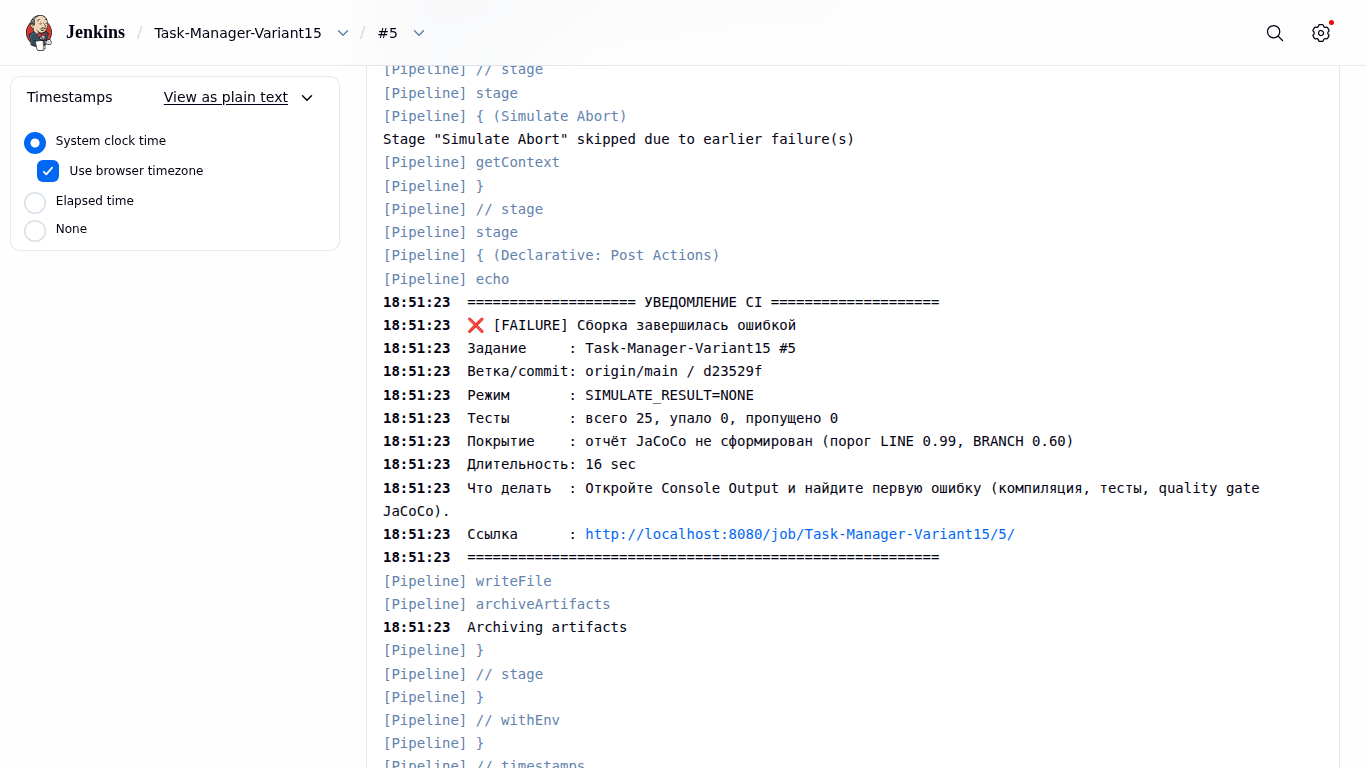 Jenkins / Task-Manager-Variant15 / #5
Timestamps View as plain text
System clock time
Use browser timezone
Elapsed time
None
[Pipeline] // stage
[Pipeline] stage
[Pipeline] { (Simulate Abort)
Stage "Simulate Abort" skipped due to earlier failure(s)
[Pipeline] getContext
[Pipeline] }
[Pipeline] // stage
[Pipeline] stage
[Pipeline] { (Declarative: Post Actions)
[Pipeline] echo
18:51:23 ==================== УВЕДОМЛЕНИЕ CI ====================
18:51:23 ❌ [FAILURE] Сборка завершилась ошибкой
18:51:23 Задание : Task-Manager-Variant15 #5
18:51:23 Ветка/commit: origin/main / d23529f
18:51:23 Режим : SIMULATE_RESULT=NONE
18:51:23 Тесты : всего 25, упало 0, пропущено 0
18:51:23 Покрытие : отчёт JaCoCo не сформирован (порог LINE 0.99, BRANCH 0.60)
18:51:23 Длительность: 16 sec
18:51:23 Что делать : Откройте Console Output и найдите первую ошибку (компиляция, тесты, quality gate
JaCoCo).
18:51:23 Ссылка : http://localhost:8080/job/Task-Manager-Variant15/5/
18:51:23 ========================================================
[Pipeline] writeFile
[Pipeline] archiveArtifacts
18:51:23 Archiving artifacts
[Pipeline] }
[Pipeline] // stage
[Pipeline] }
[Pipeline] // withEnv
[Pipeline] }
[Pipeline] // timestamps